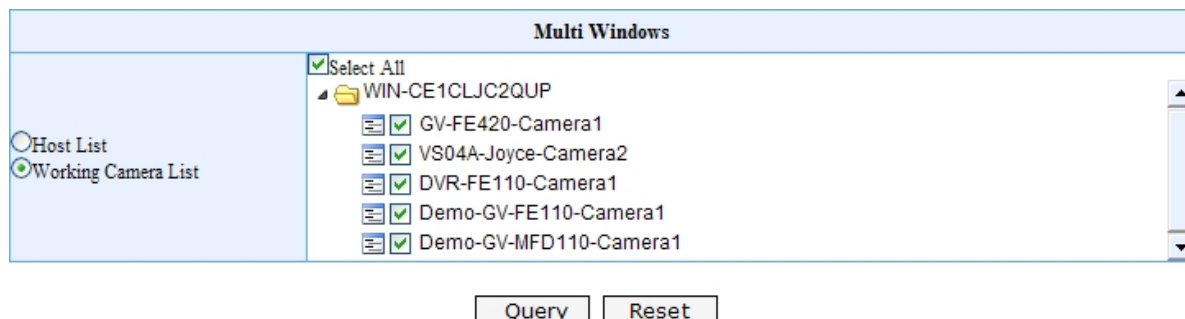 Multi Windows
Select All
WIN-CE1CLJC2QUP
GV-FE420-Camera1
VS04A-Joyce-Camera2
DVR-FE110-Camera1
Demo-GV-FE110-Camera1
Demo-GV-MFD110-Camera1
Host List
Working Camera List
Query
Reset